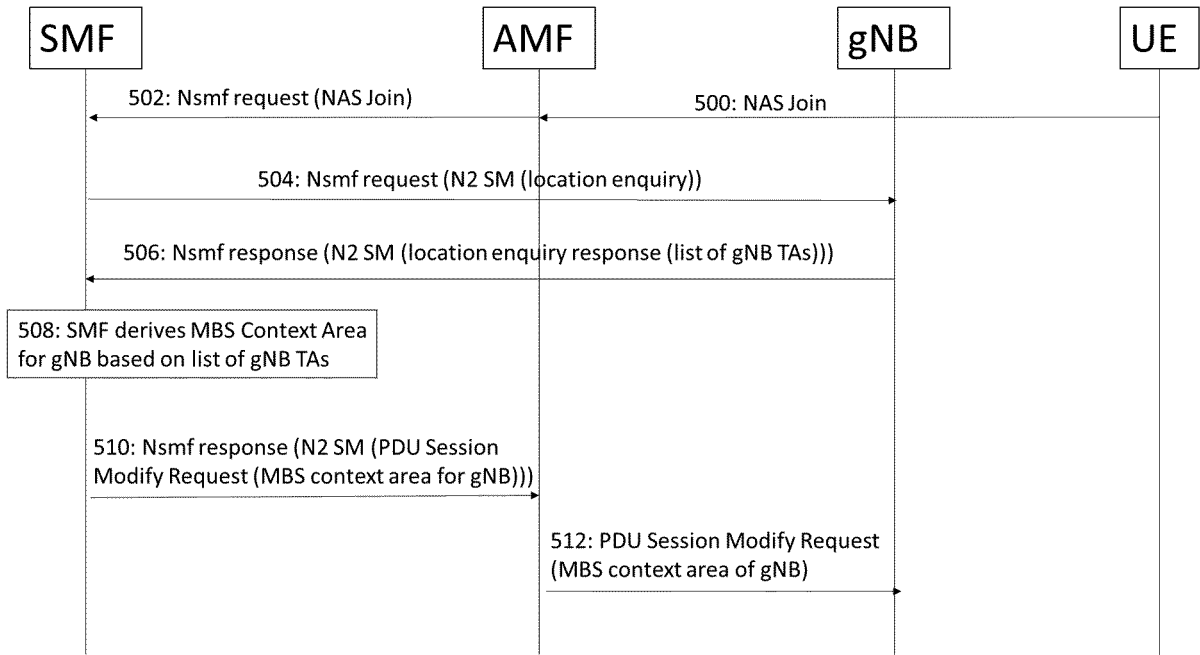 SMF
AMF
gNB
UE
502: Nsmf request (NAS Join)
500: NAS Join
504: Nsmf request (N2 SM (location enquiry))
506: Nsmf response (N2 SM (location enquiry response (list of gNB TAs)))
508: SMF derives MBS Context Area
for gNB based on list of gNB TAs
510: Nsmf response (N2 SM (PDU Session
Modify Request (MBS context area for gNB)))
512: PDU Session Modify Request
(MBS context area of gNB)